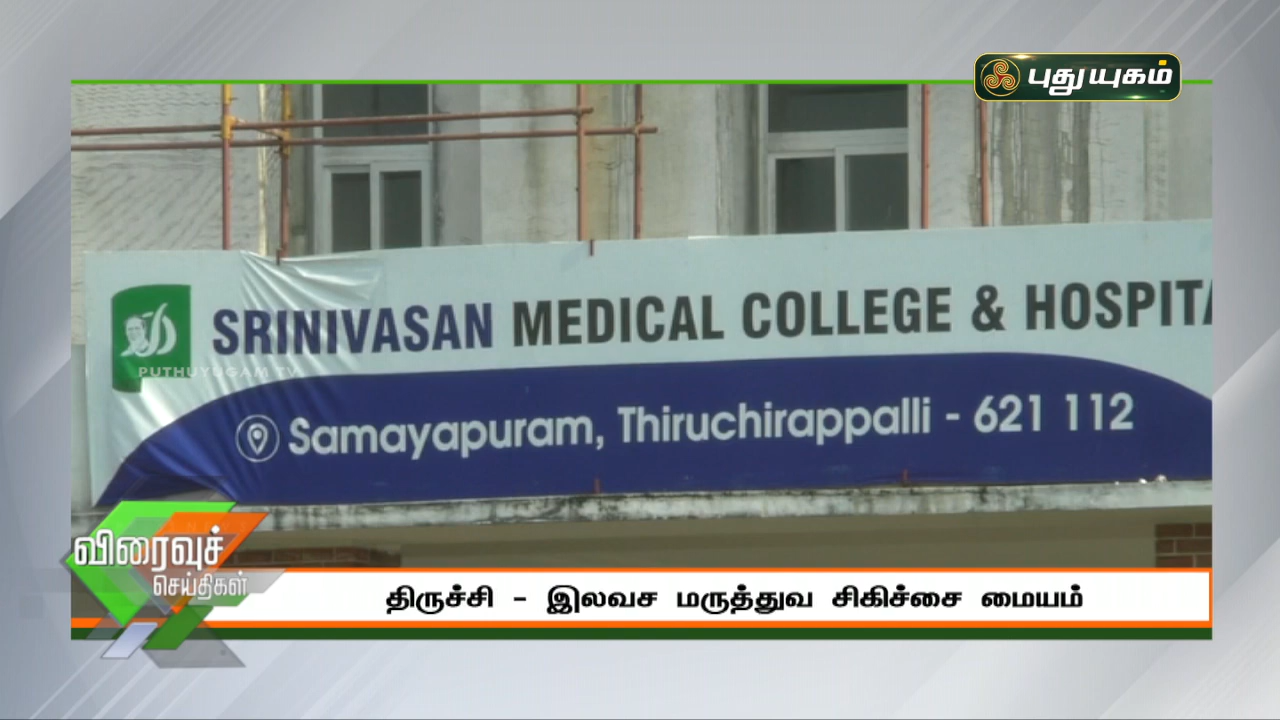 புதுயுகம்
SRINIVASAN MEDICAL COLLEGE & HOSPITA
PUTHUYUGAM TV
Samayapuram, Thiruchirappalli - 621 112
விரைவுச்
செய்திகள்
திருச்சி - இலவச மருத்துவ சிகிச்சை மையம்